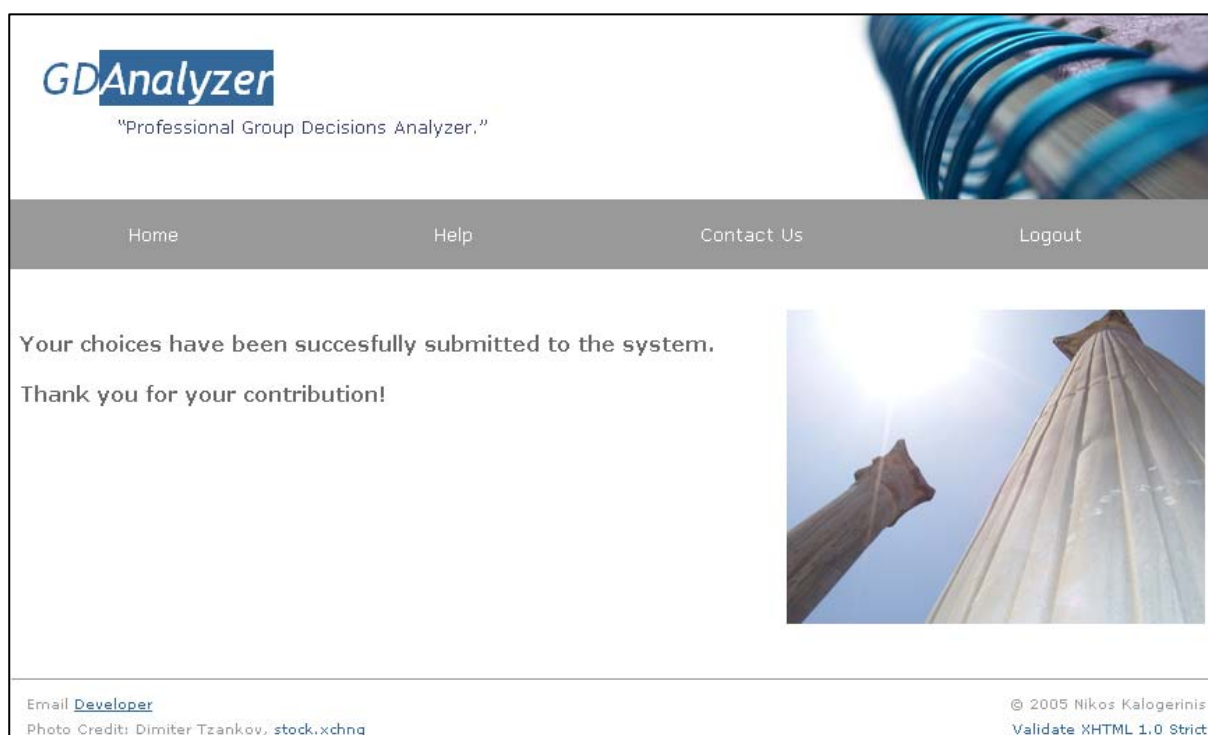 GDAnalyzer
“Professional Group Decisions Analyzer.”
Home Help Contact Us Logout
Your choices have been succesfully submitted to the system.
Thank you for your contribution!
Email Developer
© 2005 Nikos Kalogerinis
Photo Credit: Dimiter Tzankov, stock.xchng
Validate XHTML 1.0 Strict